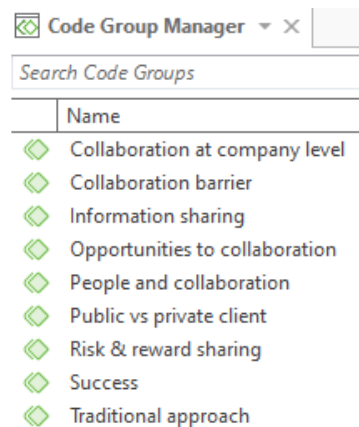 Code Group Manager
Search Code Groups
Name
Collaboration at company level
Collaboration barrier
Information sharing
Opportunities to collaboration
People and collaboration
Public vs private client
Risk & reward sharing
Success
Traditional approach